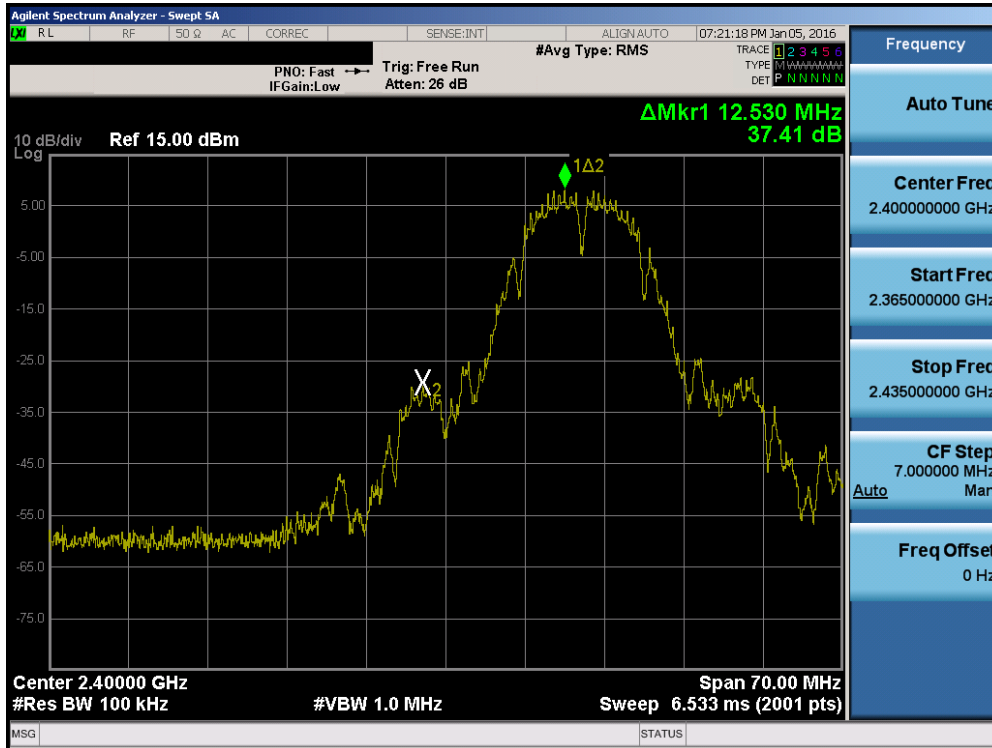 Agilent Spectrum Analyzer - Swept SA
LXI RL RF 50 Ω AC CORREC SENSE:INT ALIGN AUTO 07:21:18 PM Jan 05, 2016
PNO: Fast
IFGain:Low
Trig: Free Run
Atten: 26 dB
#Avg Type: RMS
TRACE 1 2 3 4 5 6
TYPE M
DET P N N N N N
ΔMkr1 12.530 MHz
37.41 dB
10 dB/div
Log
Ref 15.00 dBm
1Δ2
5.00
-5.00
-15.0
-25.0
X2
-35.0
-45.0
-55.0
-65.0
-75.0
Center 2.40000 GHz
Span 70.00 MHz
#Res BW 100 kHz
#VBW 1.0 MHz
Sweep 6.533 ms (2001 pts)
MSG
STATUS
Frequency
Auto Tune
Center Freq
2.400000000 GHz
Start Freq
2.365000000 GHz
Stop Freq
2.435000000 GHz
CF Step
7.000000 MHz
Auto Man
Freq Offset
0 Hz